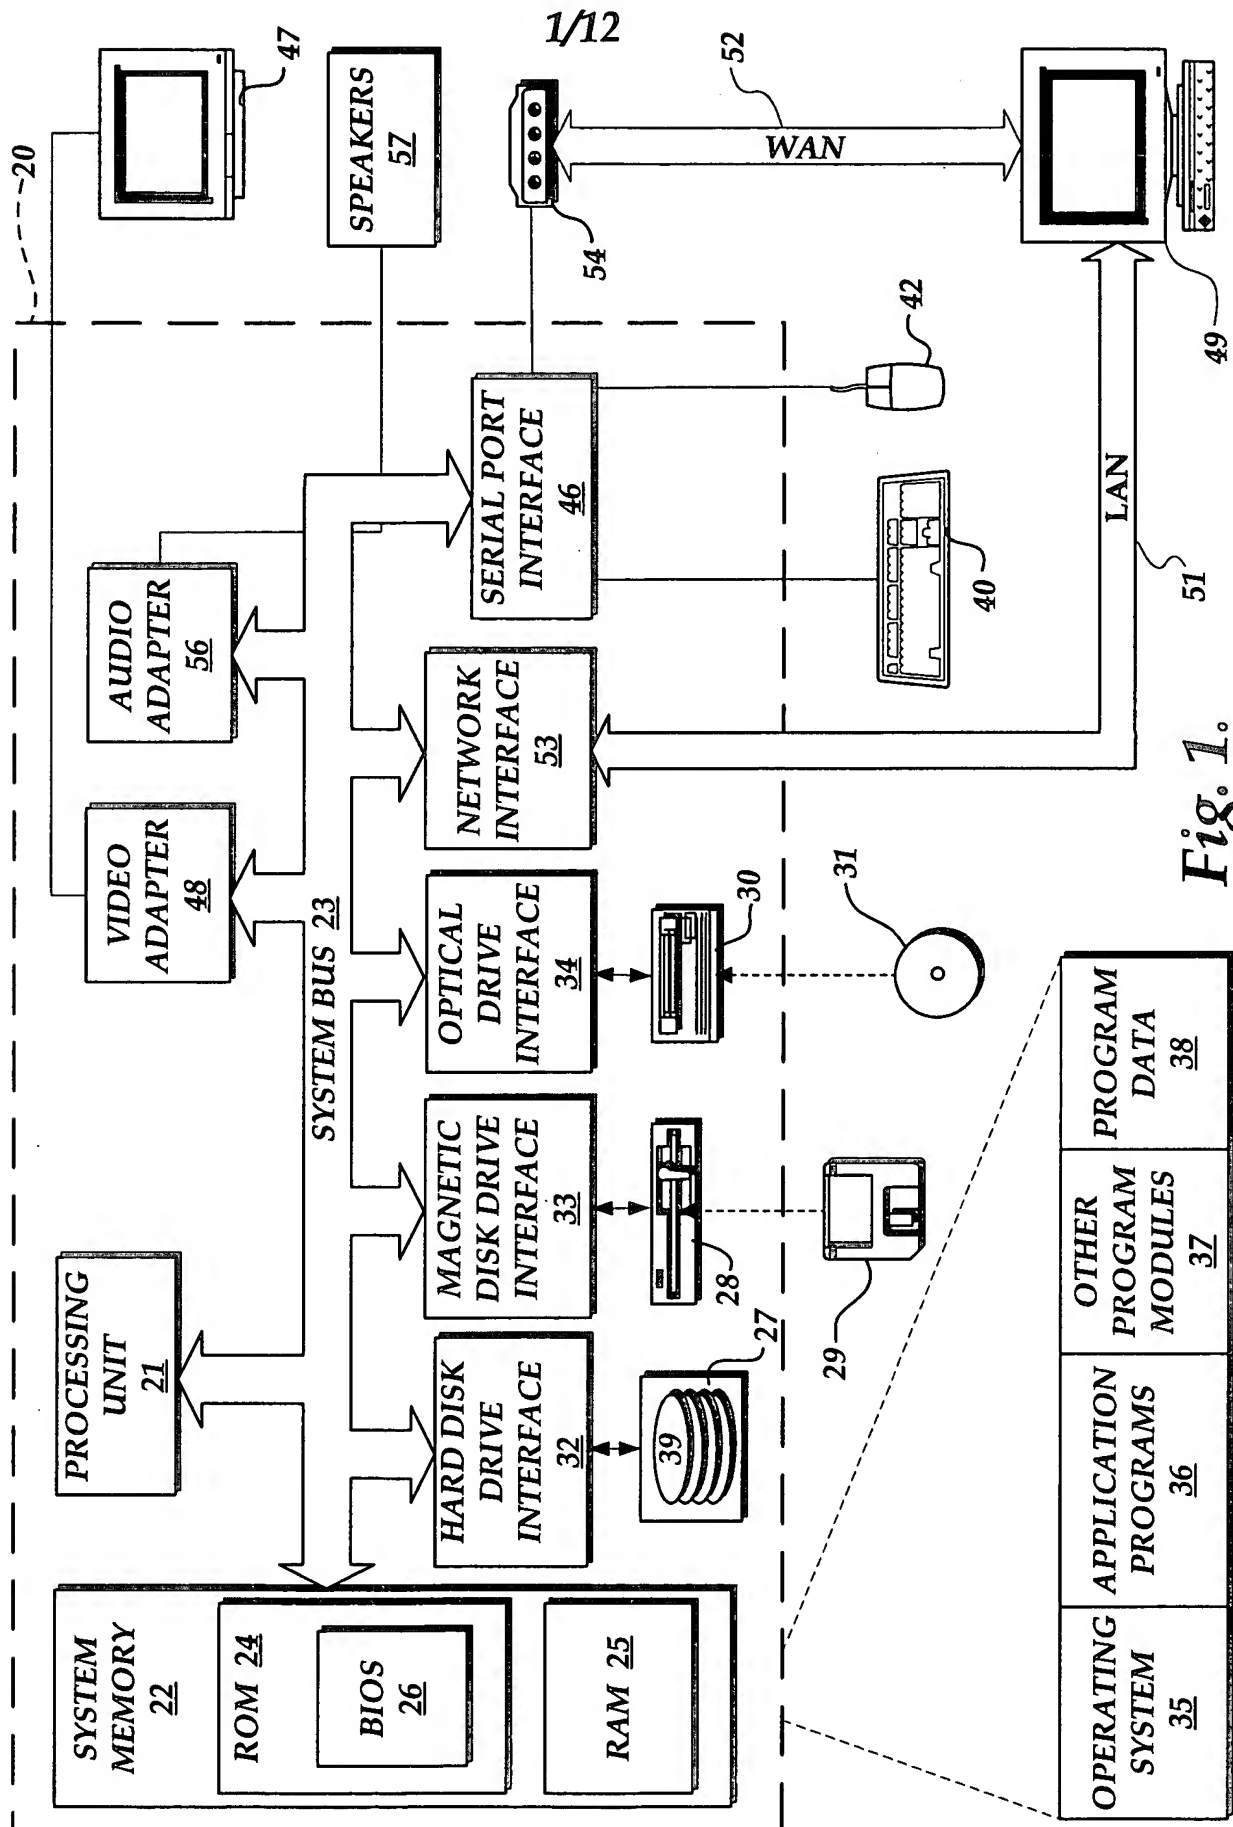 1/12
20
SYSTEM
MEMORY
22
ROM 24
BIOS
26
RAM 25
PROCESSING
UNIT
21
VIDEO
ADAPTER
48
AUDIO
ADAPTER
56
47
SPEAKERS
57
SYSTEM BUS 23
HARD DISK
DRIVE
INTERFACE
32
MAGNETIC
DISK DRIVE
INTERFACE
33
OPTICAL
DRIVE
INTERFACE
34
NETWORK
INTERFACE
53
SERIAL PORT
INTERFACE
46
54
52
WAN
39
27
28
30
29
31
40
42
LAN
51
49
OPERATING
SYSTEM
35
APPLICATION
PROGRAMS
36
OTHER
PROGRAM
MODULES
37
PROGRAM
DATA
38
Fig. 1.